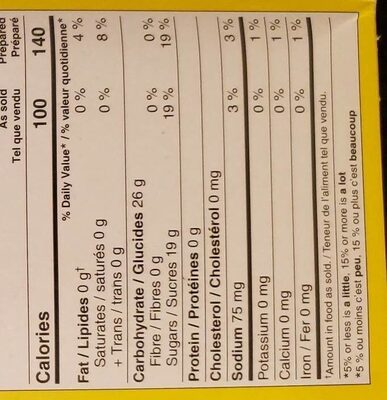 As sold Prepared
Tel que vendu Préparé
Calories 100 140
% Daily Value* / % valeur quotidienne*
Fat / Lipides 0 g† 0 % 4 %
Saturates / saturés 0 g
+ Trans / trans 0 g 0 % 8 %
Carbohydrate / Glucides 26 g
Fibre / Fibres 0 g 0 % 0 %
Sugars / Sucres 19 g 19 % 19 %
Protein / Protéines 0 g
Cholesterol / Cholestérol 0 mg
Sodium 75 mg 3 % 3 %
Potassium 0 mg 0 % 1 %
Calcium 0 mg 0 % 1 %
Iron / Fer 0 mg 0 % 1 %
†Amount in food as sold. / Teneur de l'aliment tel que vendu.
*5% or less is a little, 15% or more is a lot
*5 % ou moins c'est peu, 15 % ou plus c'est beaucoup